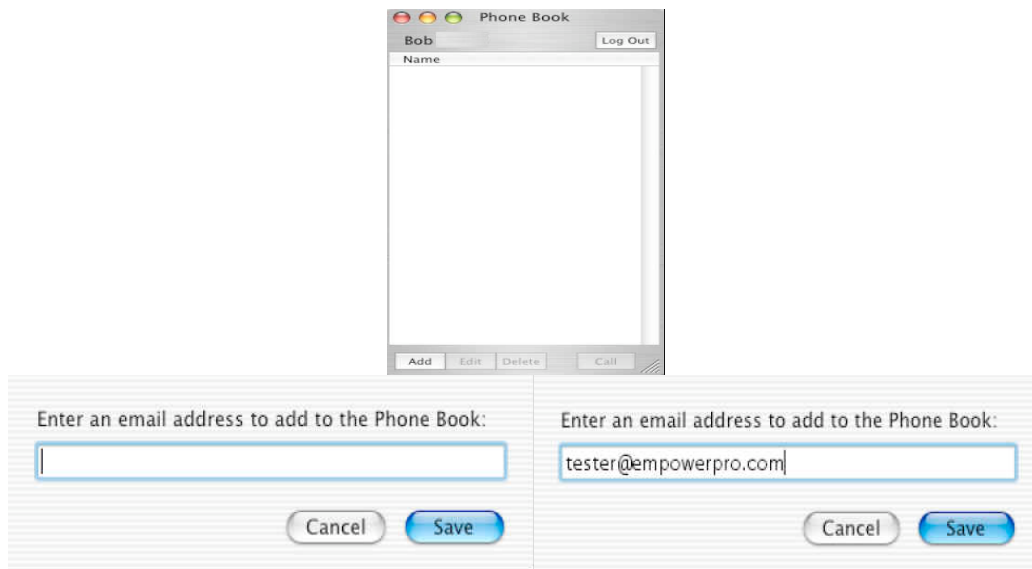 Phone Book
Bob
Log Out
Name
Add Edit Delete Call
Enter an email address to add to the Phone Book:
Cancel Save
Enter an email address to add to the Phone Book:
tester@empowerpro.com
Cancel Save